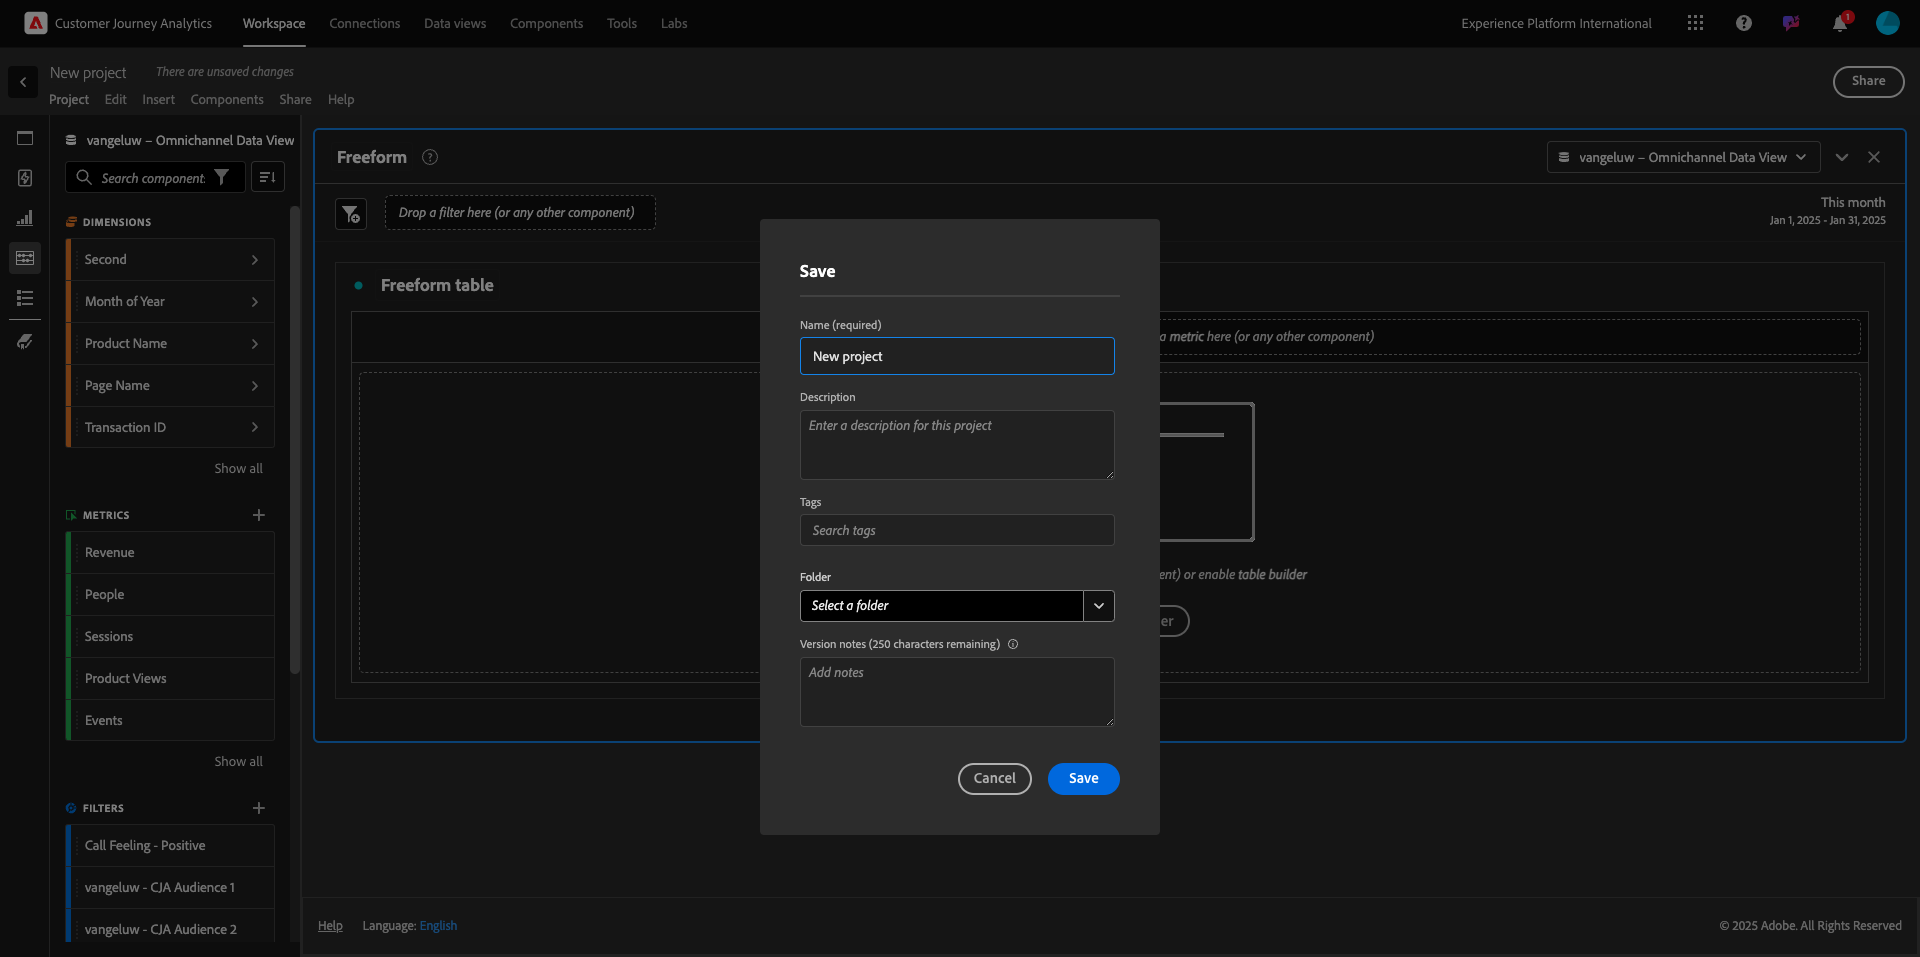 Customer Journey Analytics
Workspace
Connections
Data views
Components
Tools
Labs
Experience Platform International
1
New project
There are unsaved changes
Project
Edit
Insert
Components
Share
Help
Share
vangeluw – Omnichannel Data View
Search component
DIMENSIONS
Second
Month of Year
Product Name
Page Name
Transaction ID
Show all
METRICS
Revenue
People
Sessions
Product Views
Events
Show all
FILTERS
Call Feeling - Positive
vangeluw - CJA Audience 1
vangeluw - CJA Audience 2
Freeform
vangeluw – Omnichannel Data View
Drop a filter here (or any other component)
This month
Jan 1, 2025 - Jan 31, 2025
Freeform table
a metric here (or any other component)
ent) or enable table builder
er
Save
Name (required)
New project
Description
Enter a description for this project
Tags
Search tags
Folder
Select a folder
Version notes (250 characters remaining)
Add notes
Cancel
Save
Help
Language: English
© 2025 Adobe. All Rights Reserved